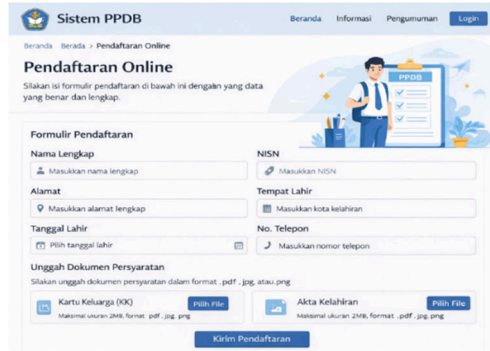 Sistem PPDB
Beranda Informasi Pengumuman Login
Beranda Berada > Pendaftaran Online
Pendaftaran Online
PPDB
Silakan isi formulir pendaftaran di bawah ini dengałn yang data
yang benar dan lengkap.
Formulir Pendaftaran
Nama Lengkap
NISN
Masukkan nama lengkap
Masukkan NISN
Alamat
Tempat Lahir
Masukkan alamat lengkap
Masukkan kota kelahiran
Tanggal Lahir
No. Telepon
Pilih tanggal lahir
Masukkan nomor telepon
Unggah Dokumen Persyaratan
Silakan unggah dokumen persyaratan dalam format .pdf , jpg, atau.png
Kartu Keluarga (KK)
Pilih File
Maksimal ukuran 2MB, format pdf , jpg, png
Akta Kelahiran
Pilih File
Maksimal ukuran 2MB, format .pdf , jpg, png
Kirim Pendaftaran